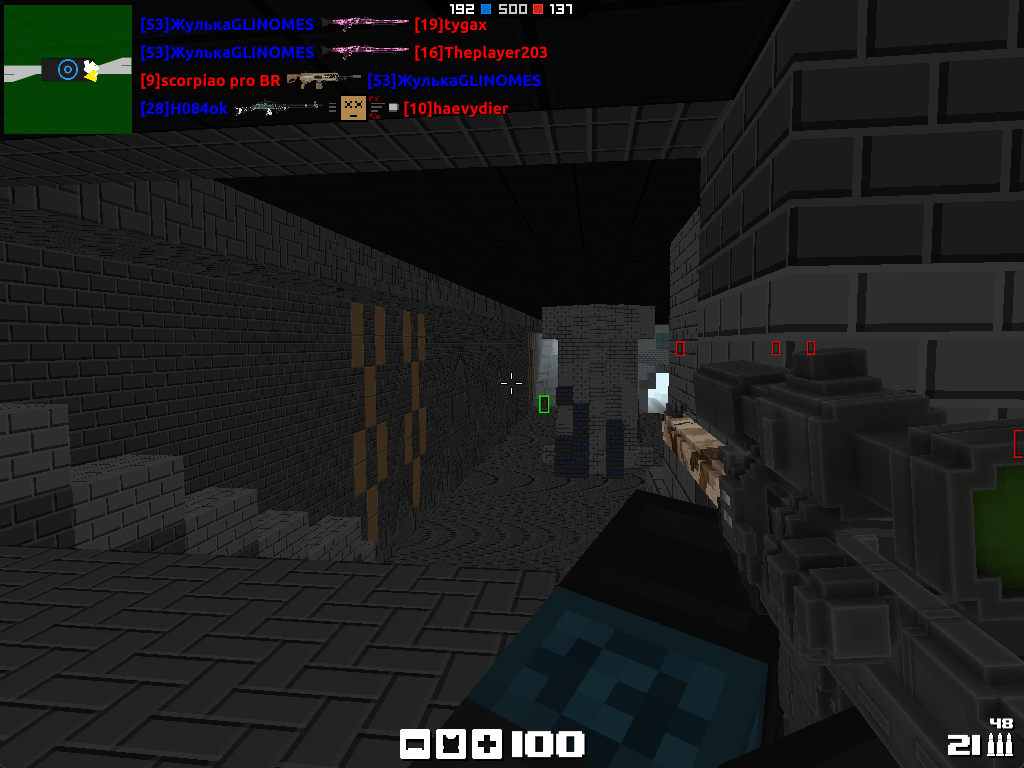 192 500 131
[53]ЖулькаGLINOMES [19]tygax
[53]ЖулькаGLINOMES [16]Theplayer203
[9]scorpiao pro BR [53]ЖулькаGLINOMES
[28]H084ok [10]haevydier
100
48
21